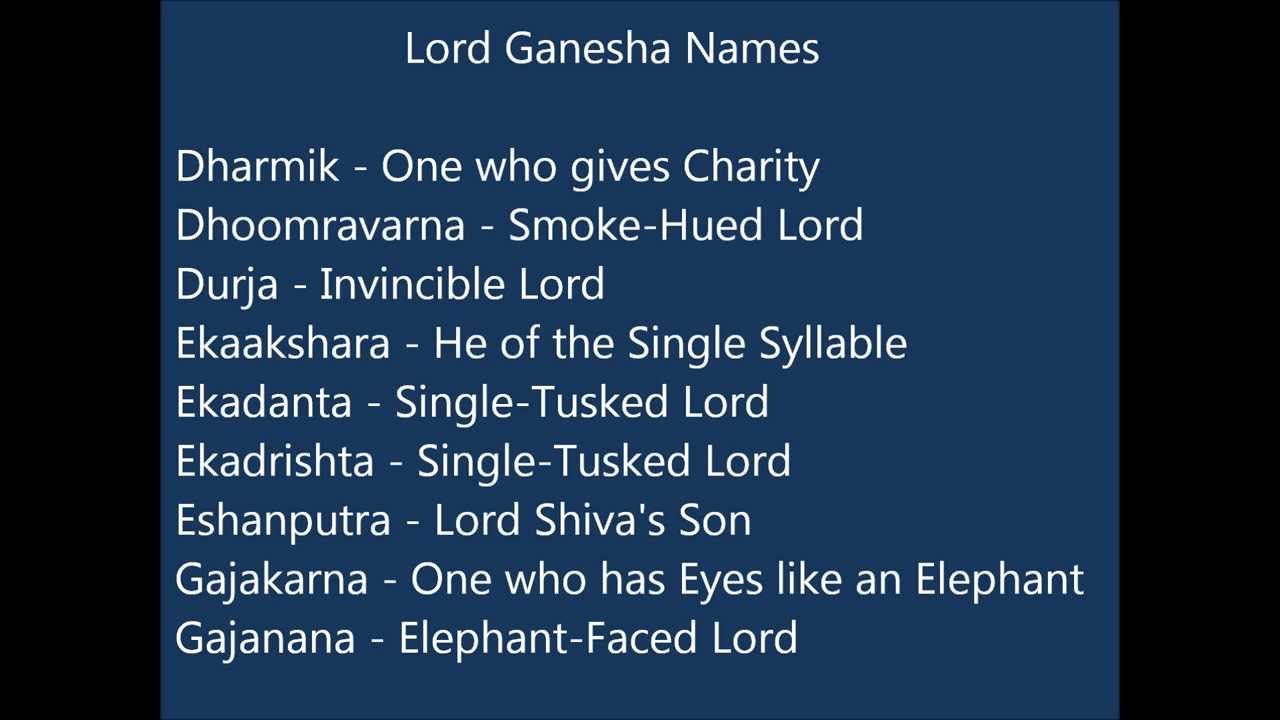 Lord Ganesha Names
Dharmik - One who gives Charity
Dhoomravarna - Smoke-Hued Lord
Durja - Invincible Lord
Ekaakshara - He of the Single Syllable
Ekadanta - Single-Tusked Lord
Ekadrishta - Single-Tusked Lord
Eshanputra - Lord Shiva's Son
Gajakarna - One who has Eyes like an Elephant
Gajanana - Elephant-Faced Lord